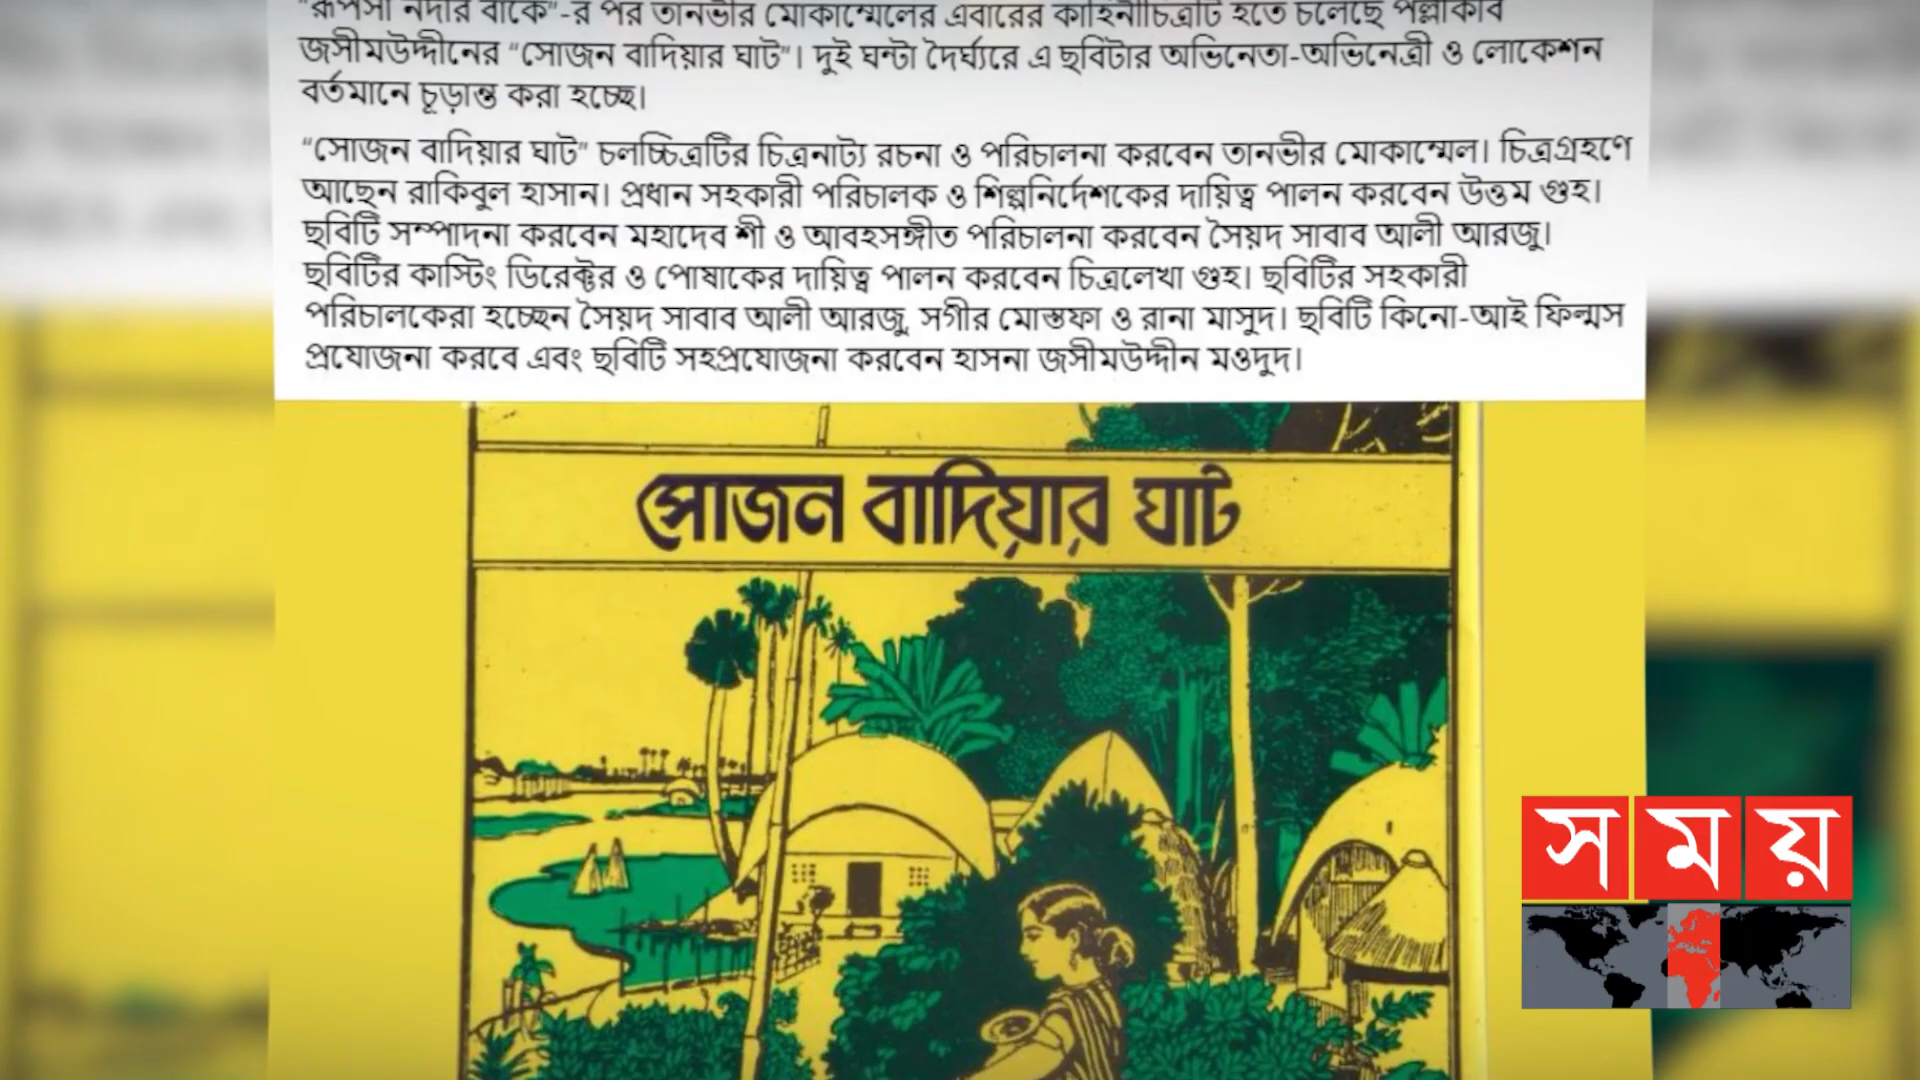 "রূপসা নদীর বাঁকে"-র পর তানভীর মোকাম্মেলের এবারের কাহিনীচিত্রটি হতে চলেছে পল্লীকবি
জসীমউদ্দীনের "সোজন বাদিয়ার ঘাট"। দুই ঘন্টা দৈর্ঘ্যরে এ ছবিটার অভিনেতা-অভিনেত্রী ও লোকেশন
বর্তমানে চূড়ান্ত করা হচ্ছে।
"সোজন বাদিয়ার ঘাট" চলচ্চিত্রটির চিত্রনাট্য রচনা ও পরিচালনা করবেন তানভীর মোকাম্মেল। চিত্রগ্রহণে
আছেন রাকিবুল হাসান। প্রধান সহকারী পরিচালক ও শিল্পনির্দেশকের দায়িত্ব পালন করবেন উত্তম গুহ।
ছবিটি সম্পাদনা করবেন মহাদেব শী ও আবহসঙ্গীত পরিচালনা করবেন সৈয়দ সাবাব আলী আরজু।
ছবিটির কাস্টিং ডিরেক্টর ও পোষাকের দায়িত্ব পালন করবেন চিত্রলেখা গুহ। ছবিটির সহকারী
পরিচালকেরা হচ্ছেন সৈয়দ সাবাব আলী আরজু, সগীর মোস্তফা ও রানা মাসুদ। ছবিটি কিনো-আই ফিল্মস
প্রযোজনা করবে এবং ছবিটি সহপ্রযোজনা করবেন হাসনা জসীমউদ্দীন মওদুদ।
সোজন বাদিয়ার ঘাট
সময়